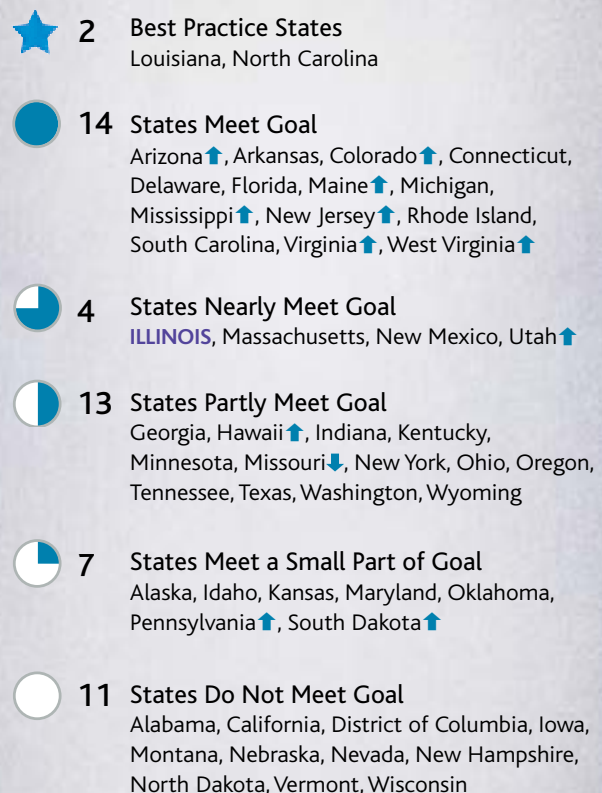 2 Best Practice States
Louisiana, North Carolina
14 States Meet Goal
Arizona⬆, Arkansas, Colorado⬆, Connecticut,
Delaware, Florida, Maine⬆, Michigan,
Mississippi⬆, New Jersey⬆, Rhode Island,
South Carolina, Virginia⬆, West Virginia⬆
4 States Nearly Meet Goal
ILLINOIS, Massachusetts, New Mexico, Utah⬆
13 States Partly Meet Goal
Georgia, Hawaii⬆, Indiana, Kentucky,
Minnesota, Missouri⬇, New York, Ohio, Oregon,
Tennessee, Texas, Washington, Wyoming
7 States Meet a Small Part of Goal
Alaska, Idaho, Kansas, Maryland, Oklahoma,
Pennsylvania⬆, South Dakota⬆
11 States Do Not Meet Goal
Alabama, California, District of Columbia, Iowa,
Montana, Nebraska, Nevada, New Hampshire,
North Dakota, Vermont, Wisconsin